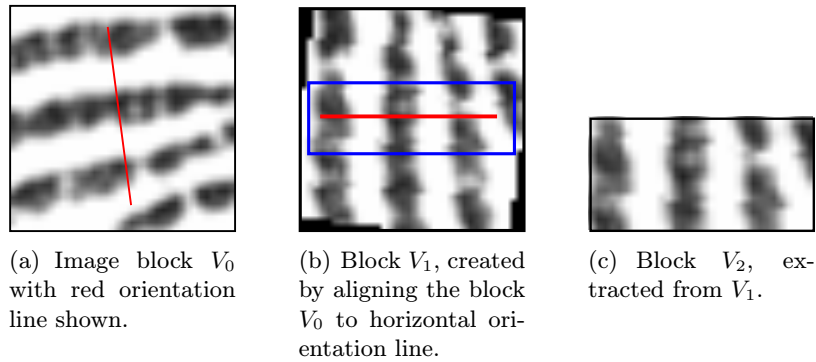 (a) Image block V₀
with red orientation
line shown.
(b) Block V₁, created
by aligning the block
V₀ to horizontal ori-
entation line.
(c) Block V₂, ex-
tracted from V₁.